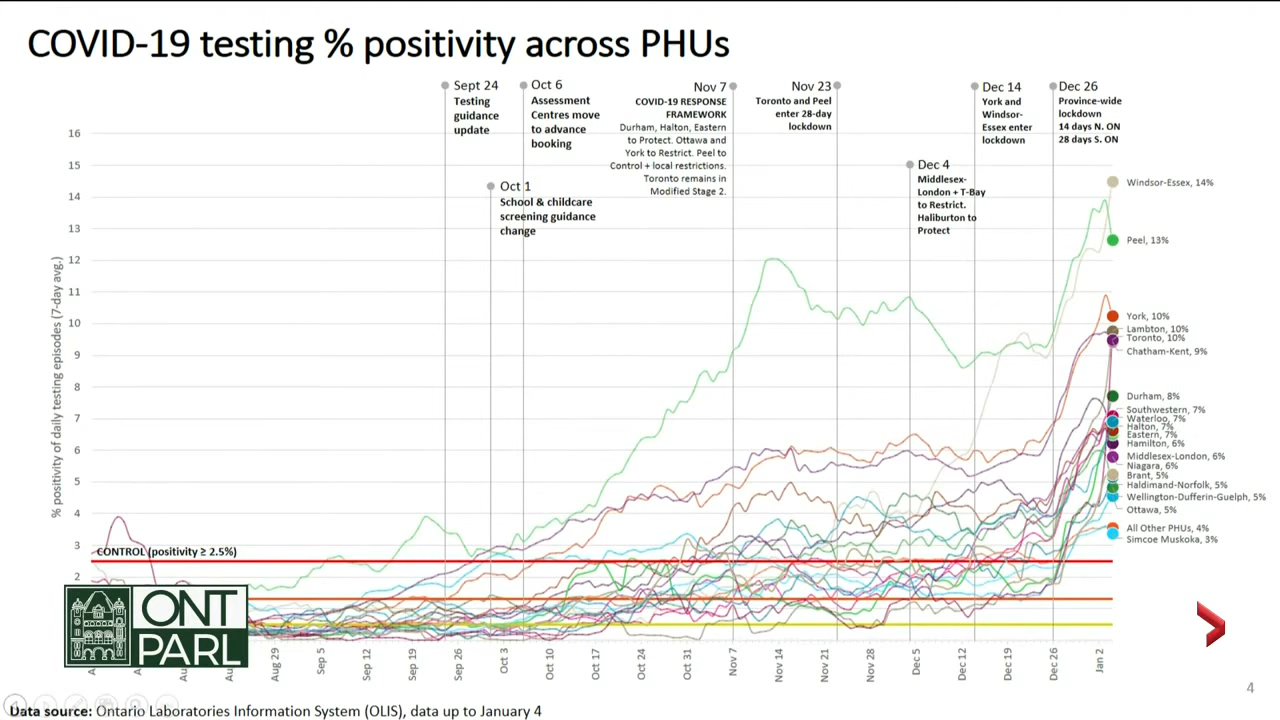 COVID-19 testing % positivity across PHUs
Sept 24
Testing
guidance
update
Oct 1
School & childcare
screening guidance
change
Oct 6
Assessment
Centres move
to advance
booking
Nov 7
COVID-19 RESPONSE
FRAMEWORK
Durham, Halton, Eastern
to Protect. Ottawa and
York to Restrict. Peel to
Control + local restrictions.
Toronto remains in
Modified Stage 2.
Nov 23
Toronto and Peel
enter 28-day
lockdown
Dec 4
Middlesex-
London + T-Bay
to Restrict.
Haliburton to
Protect
Dec 14
York and
Windsor-
Essex enter
lockdown
Dec 26
Province-wide
lockdown
14 days N. ON
28 days S. ON
% positivity of daily testing episodes (7-day avg.)
16
15
14
13
12
11
10
9
8
7
6
5
4
3
2
CONTROL (positivity ≥ 2.5%)
Windsor-Essex, 14%
Peel, 13%
York, 10%
Lambton, 10%
Toronto, 10%
Chatham-Kent, 9%
Durham, 8%
Southwestern, 7%
Waterloo, 7%
Halton, 7%
Eastern, 7%
Hamilton, 6%
Middlesex-London, 6%
Niagara, 6%
Brant, 5%
Haldimand-Norfolk, 5%
Wellington-Dufferin-Guelph, 5%
Ottawa, 5%
All Other PHUs, 4%
Simcoe Muskoka, 3%
ONT
PARL
Aug 29
Sep 5
Sep 12
Sep 19
Sep 26
Oct 3
Oct 10
Oct 17
Oct 24
Oct 31
Nov 7
Nov 14
Nov 21
Nov 28
Dec 5
Dec 12
Dec 19
Dec 26
Jan 2
4
Data source: Ontario Laboratories Information System (OLIS), data up to January 4